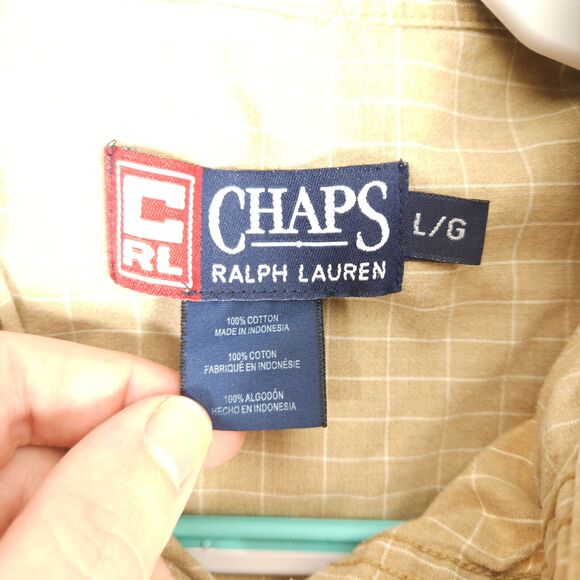 C
RL
CHAPS
RALPH LAUREN
L/G
100% COTTON
MADE IN INDONESIA
100% COTON
FABRIQUÉ EN INDONÉSIE
100% ALGODÓN
HECHO EN INDONESIA